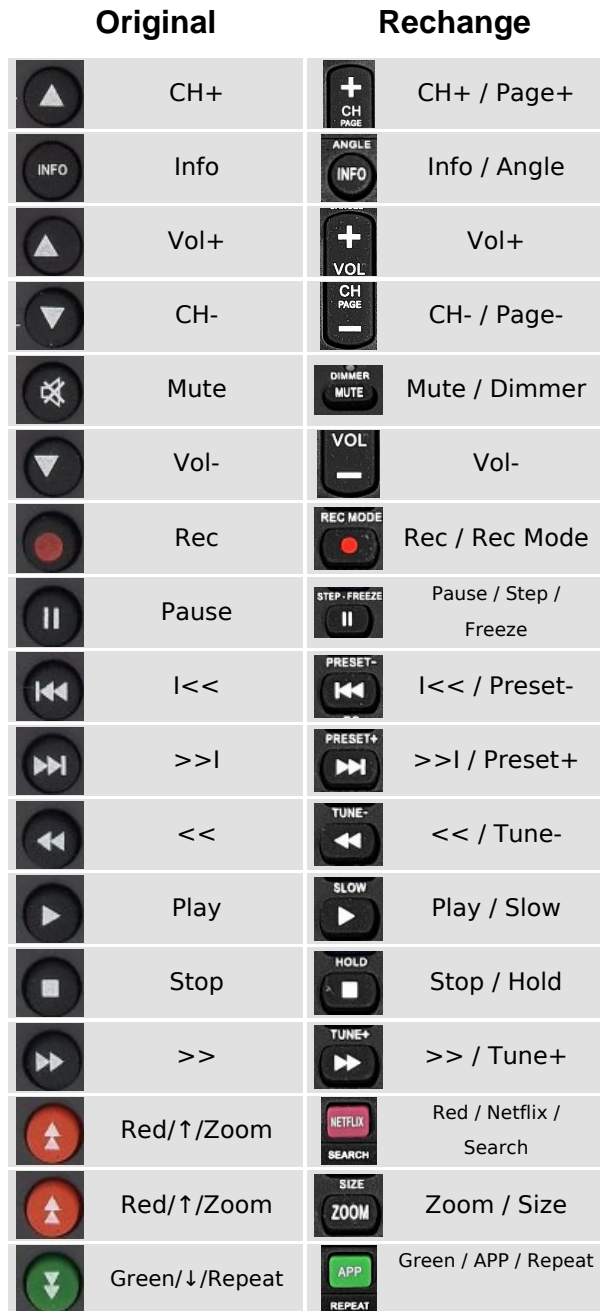 Original Rechange
CH+ + CH PAGE CH+ / Page+
INFO Info ANGLE INFO Info / Angle
Vol+ + VOL Vol+
CH- CH PAGE – CH- / Page-
Mute DIMMER MUTE Mute / Dimmer
Vol- VOL – Vol-
Rec REC MODE Rec / Rec Mode
Pause STEP-FREEZE Pause / Step /
Freeze
I<< PRESET- I<< / Preset-
>>I PRESET+ >>I / Preset+
<< TUNE- << / Tune-
Play SLOW Play / Slow
Stop HOLD Stop / Hold
>> TUNE+ >> / Tune+
Red/↑/Zoom NETFLIX SEARCH Red / Netflix /
Search
Red/↑/Zoom SIZE ZOOM Zoom / Size
Green/↓/Repeat APP REPEAT Green / APP / Repeat